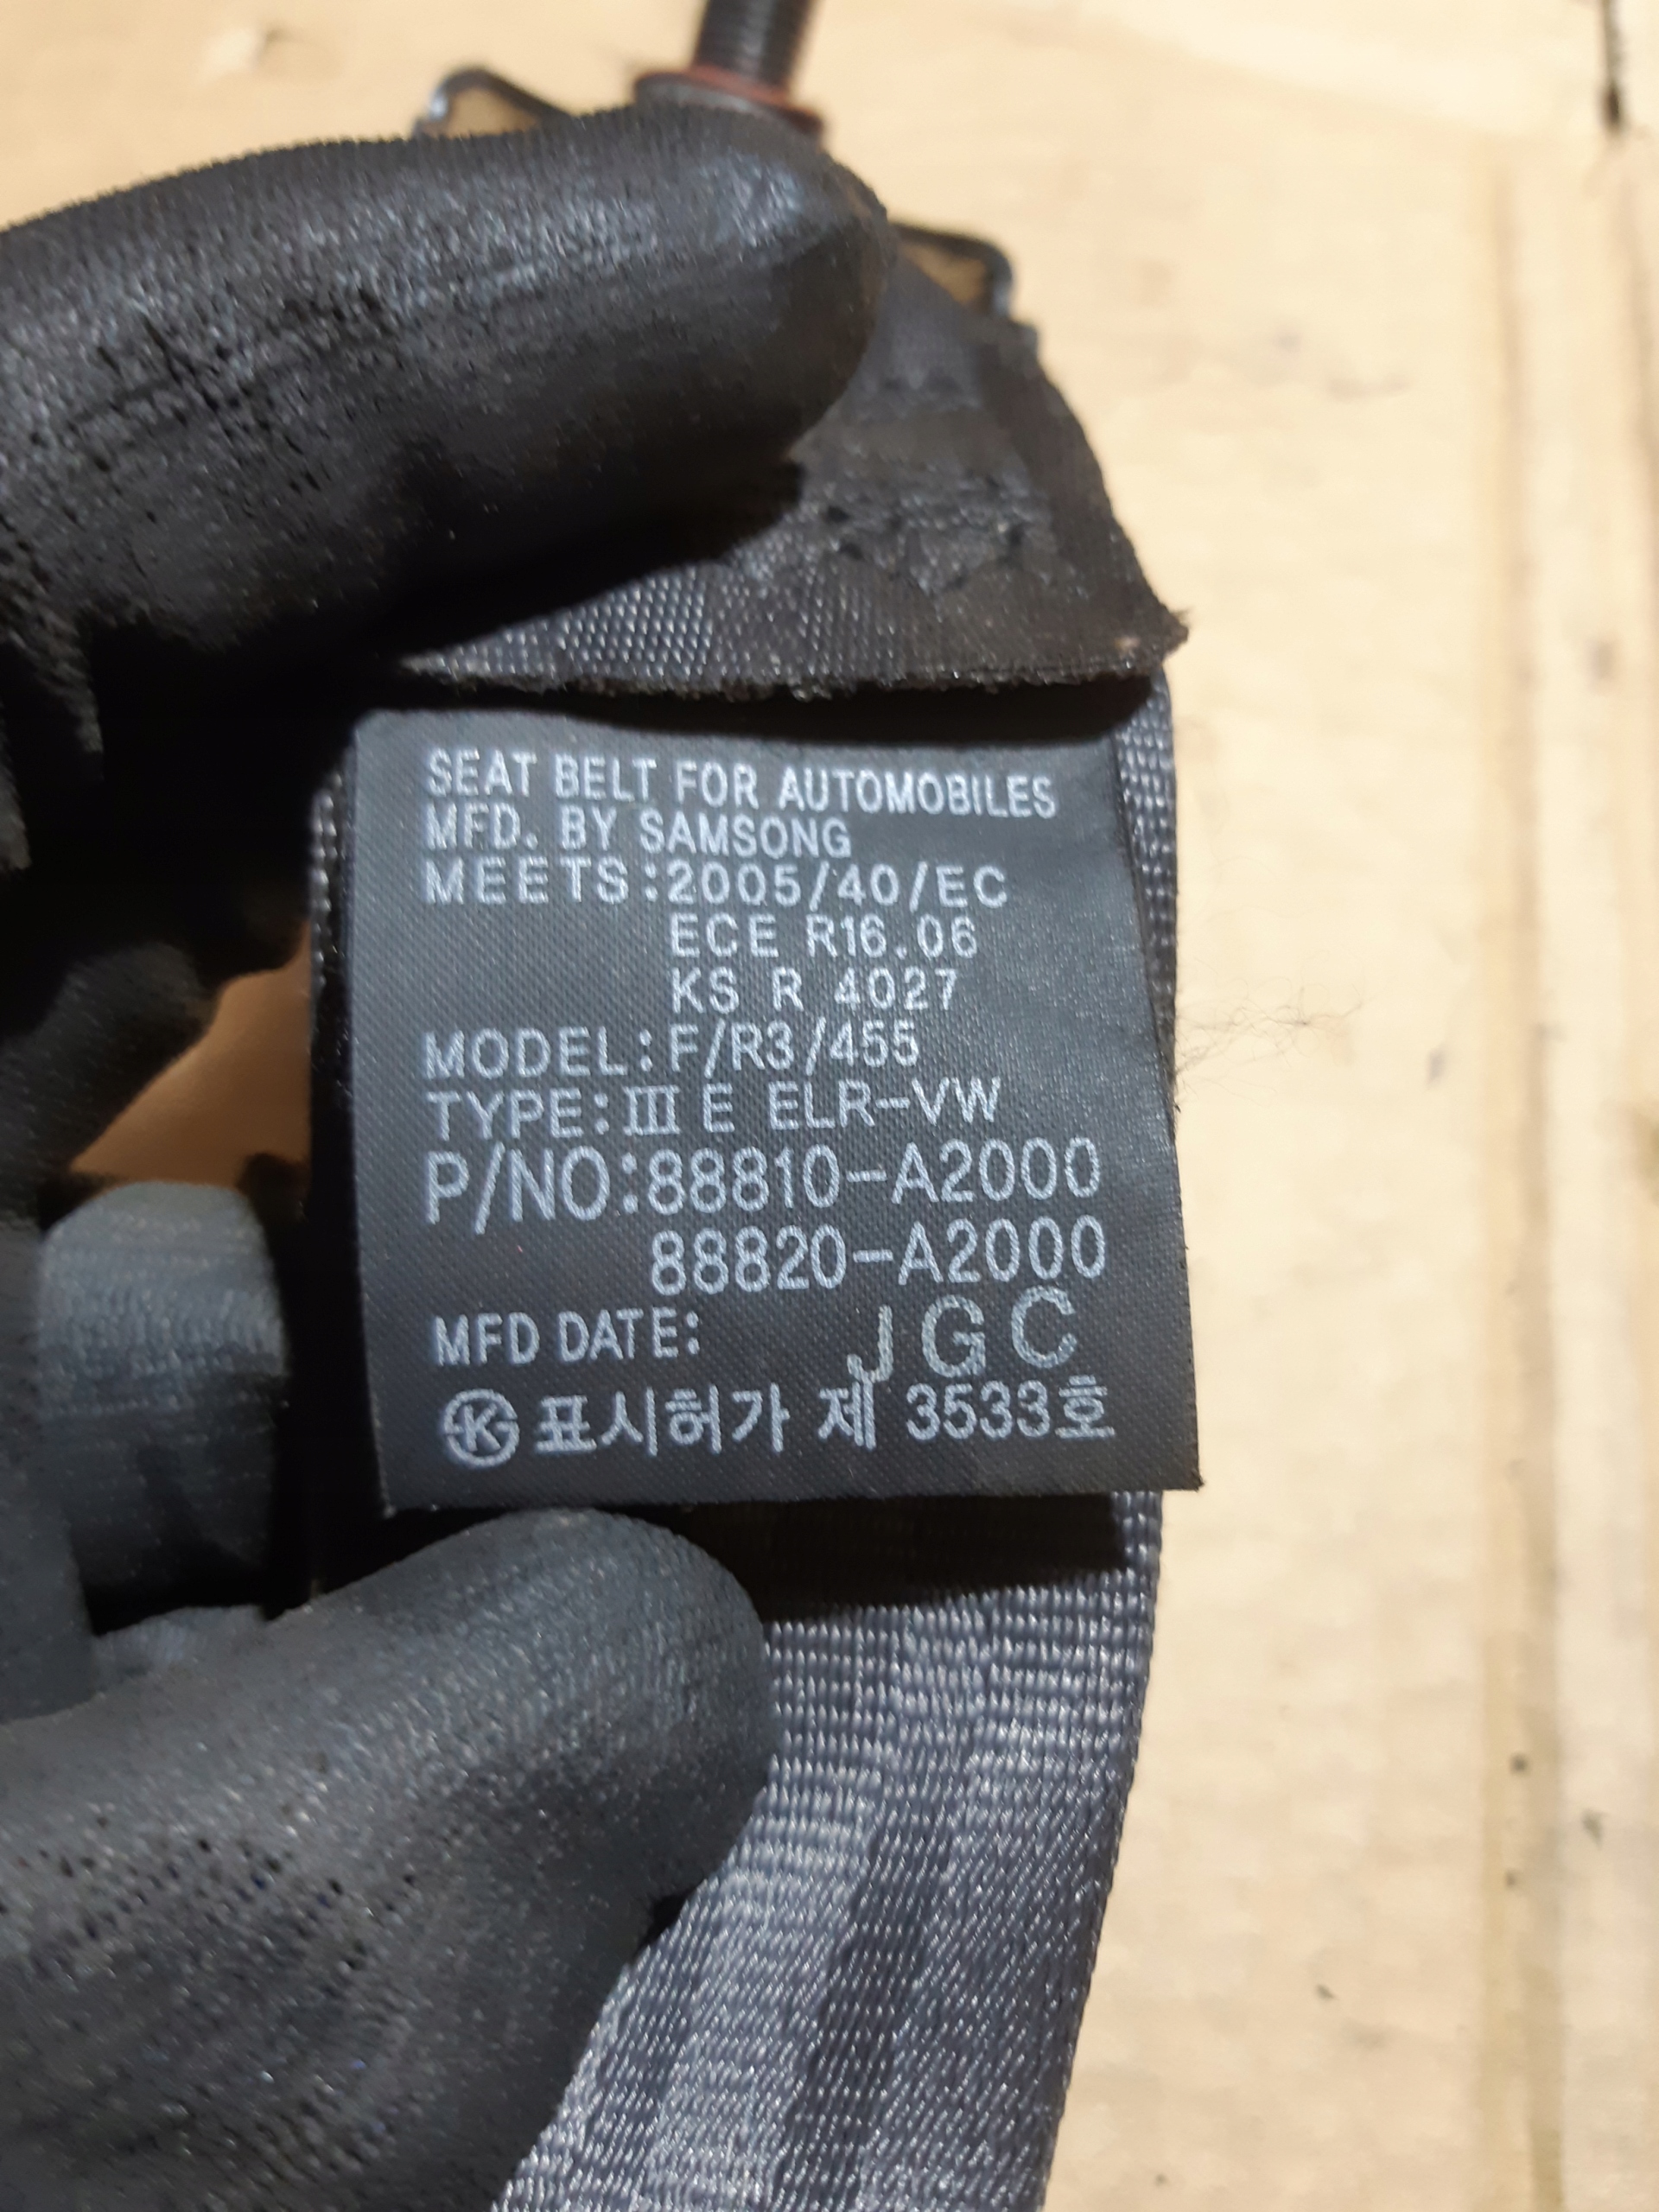 SEAT BELT FOR AUTOMOBILES
MFD. BY SAMSONG
MEETS:2005/40/EC
ECE R16.06
KS R 4027
MODEL:F/R3/455
TYPE:III E ELR-VW
P/NO:88810-A2000
88820-A2000
MFD DATE: JGC
표시허가 제 3533호